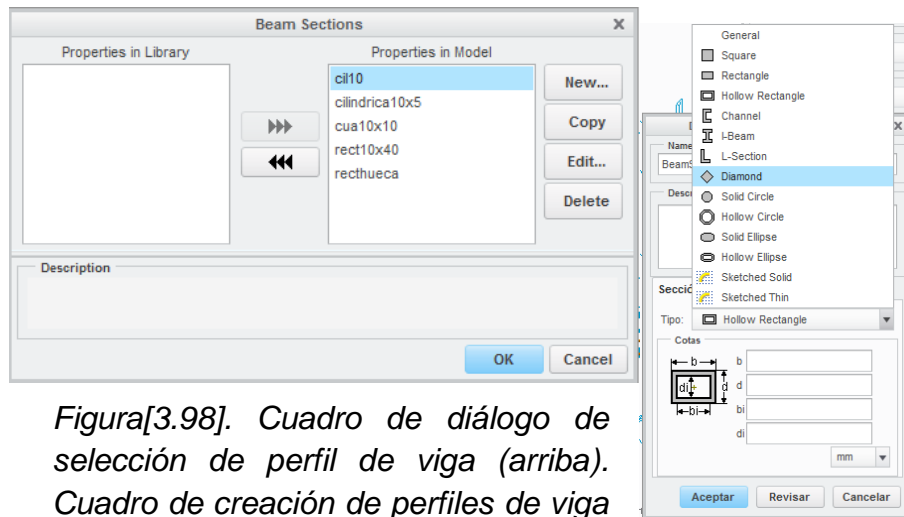 Beam Sections X
Properties in Library
Properties in Model
cil10
cilindrica10x5
cua10x10
rect10x40
recthueca
New...
Copy
Edit...
Delete
Description
OK
Cancel
Figura[3.98]. Cuadro de diálogo de
selección de perfil de viga (arriba).
Cuadro de creación de perfiles de viga
General
Square
Rectangle
Hollow Rectangle
Channel
I-Beam
L-Section
Diamond
Solid Circle
Hollow Circle
Solid Ellipse
Hollow Ellipse
Sketched Solid
Sketched Thin
X
Name
Tipo: Hollow Rectangle
Cotas
b
d
di
bi
b
d
bi
di
mm
Aceptar
Revisar
Cancelar